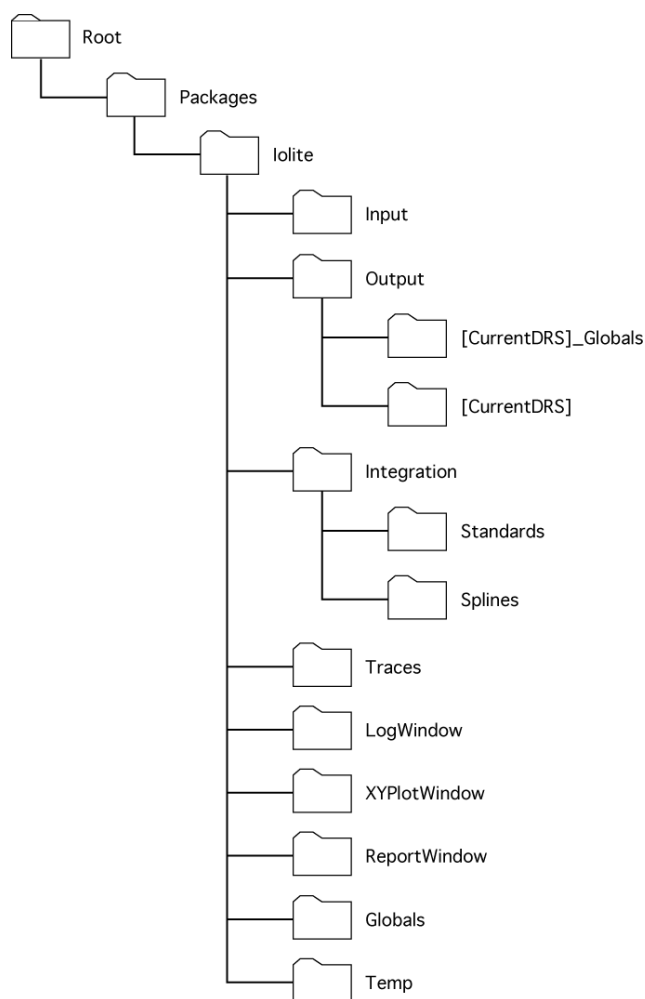 Root
Packages
Iolite
Input
Output
[CurrentDRS]_Globals
[CurrentDRS]
Integration
Standards
Splines
Traces
LogWindow
XYPlotWindow
ReportWindow
Globals
Temp